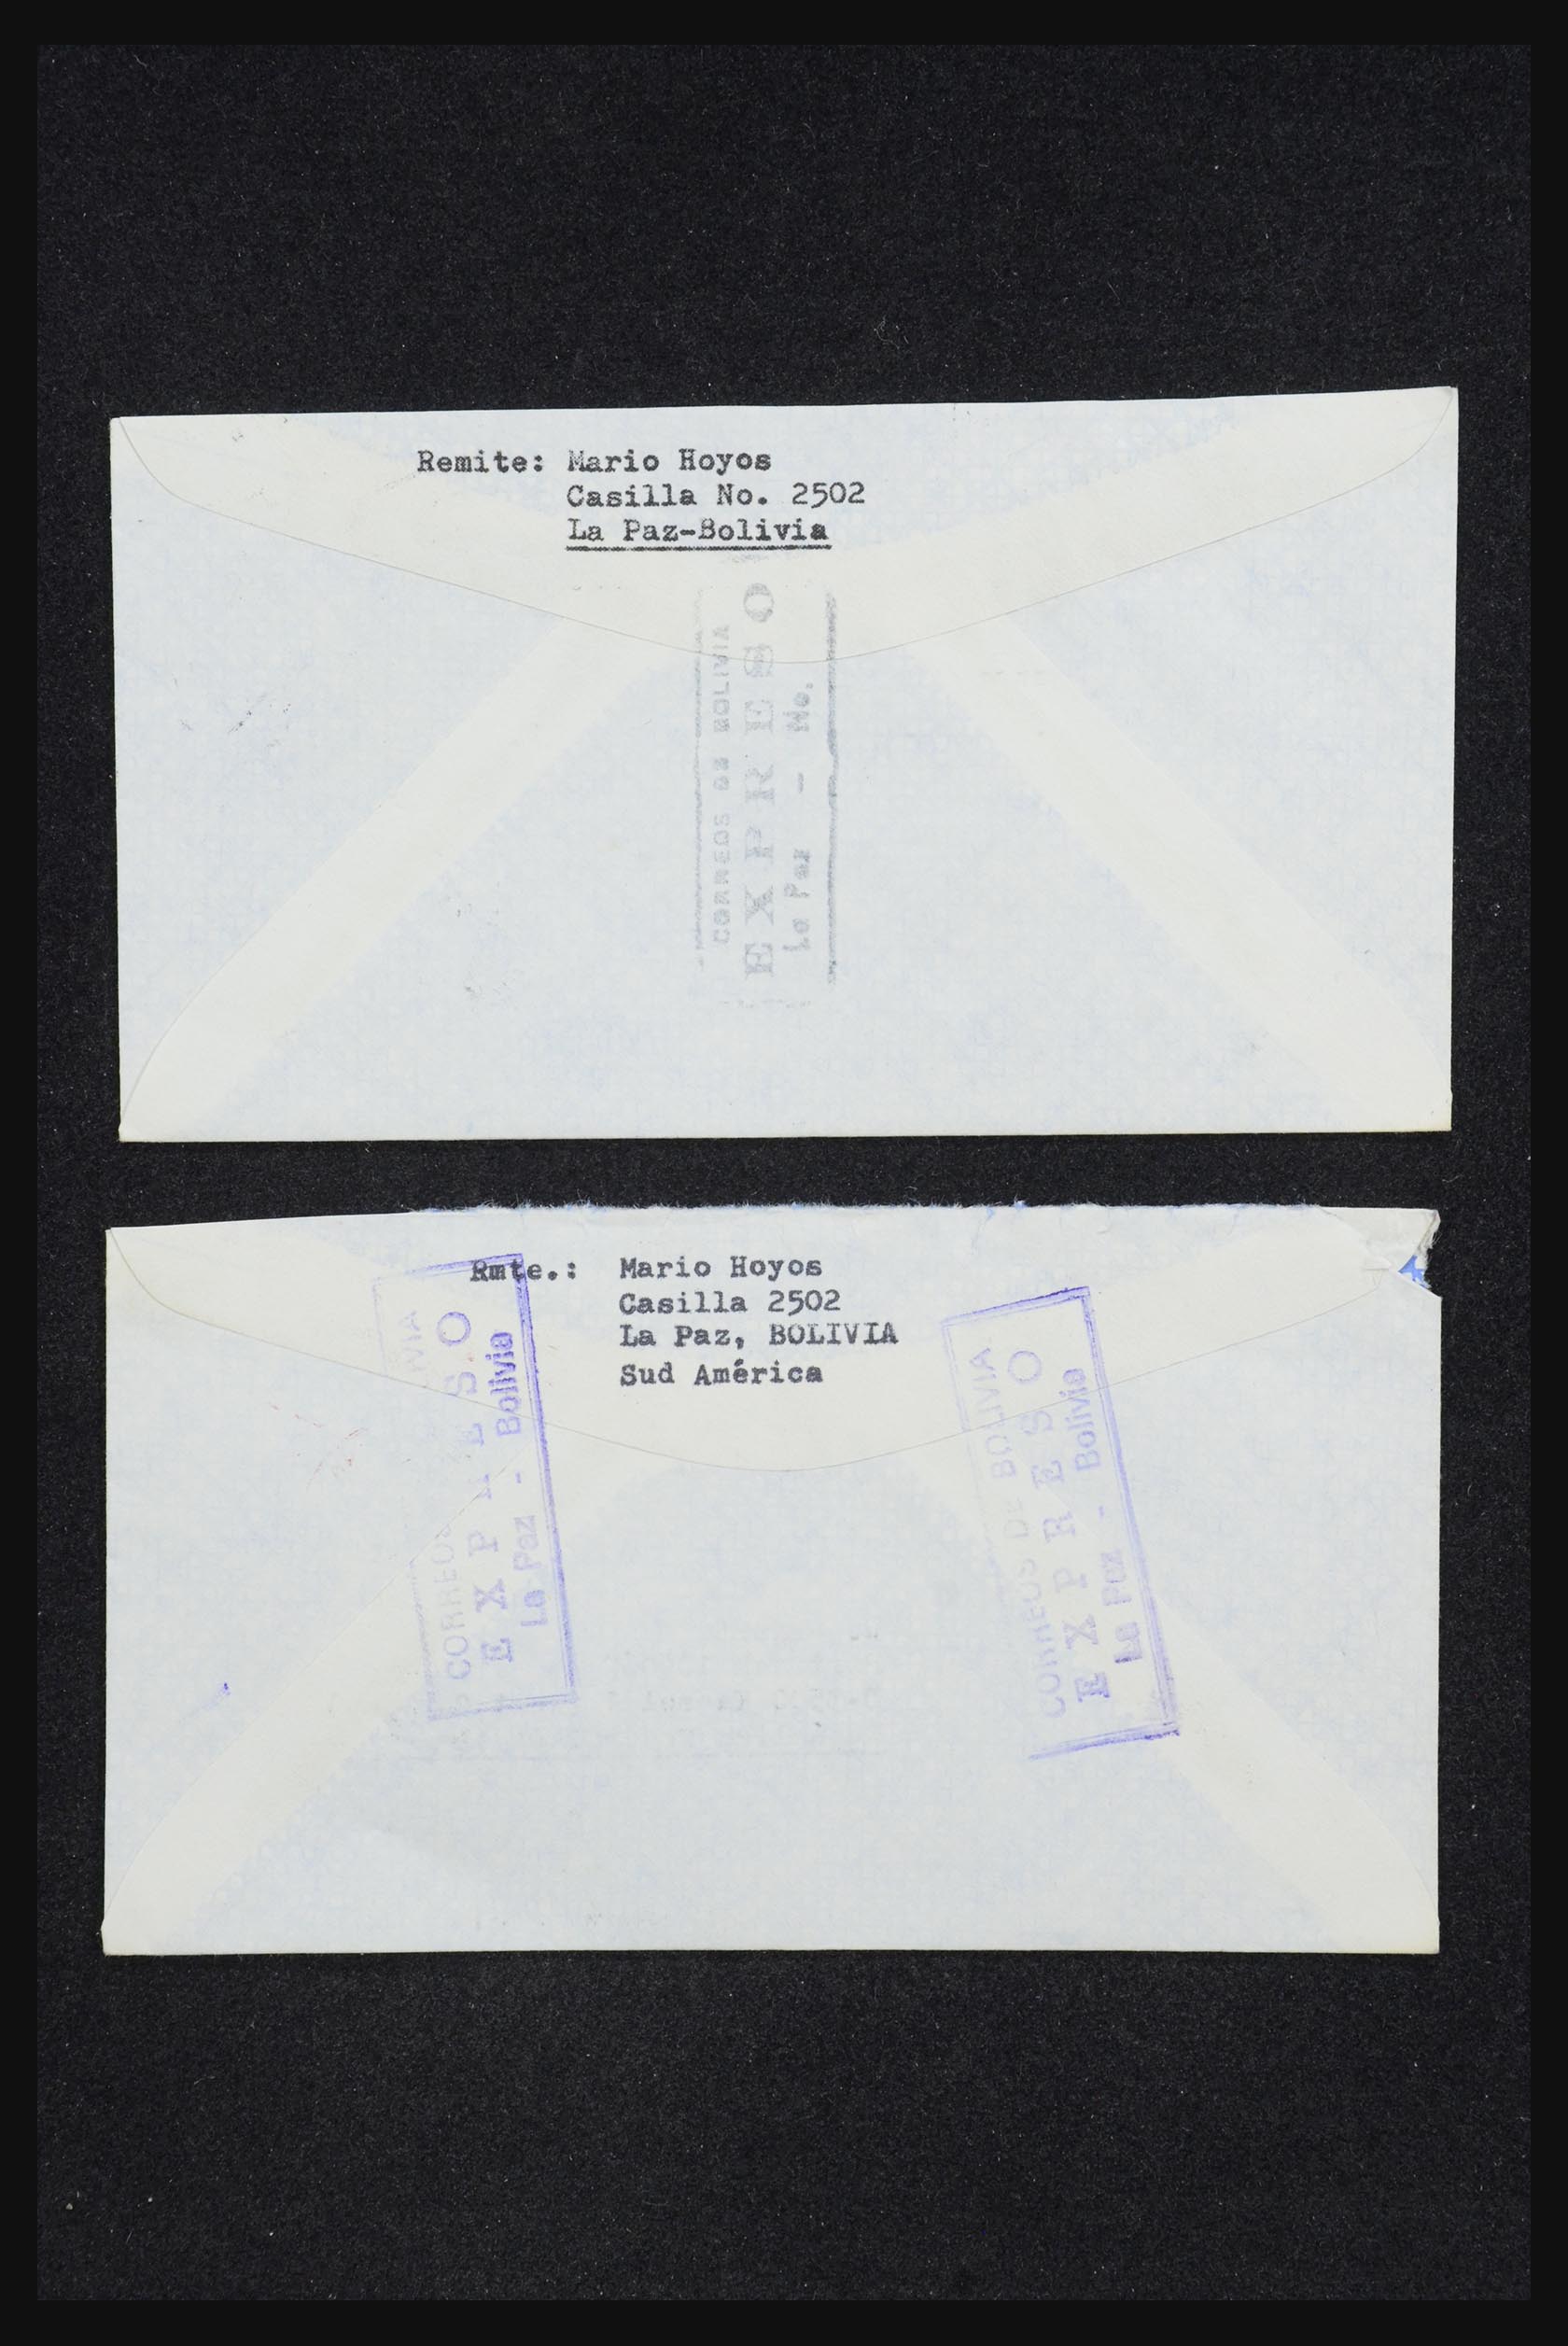 Remite: Mario Hoyos
Casilla No. 2502
La Paz-Bolivia
CORREOS DE BOLIVIA
EXPRESO
La Paz - No.
Rmte.: Mario Hoyos
Casilla 2502
La Paz, BOLIVIA
Sud América
CORREOS
EXPRESO
La Paz - Bolivia
CORREOS DE BOLIVIA
EXPRESO
La Paz - Bolivia